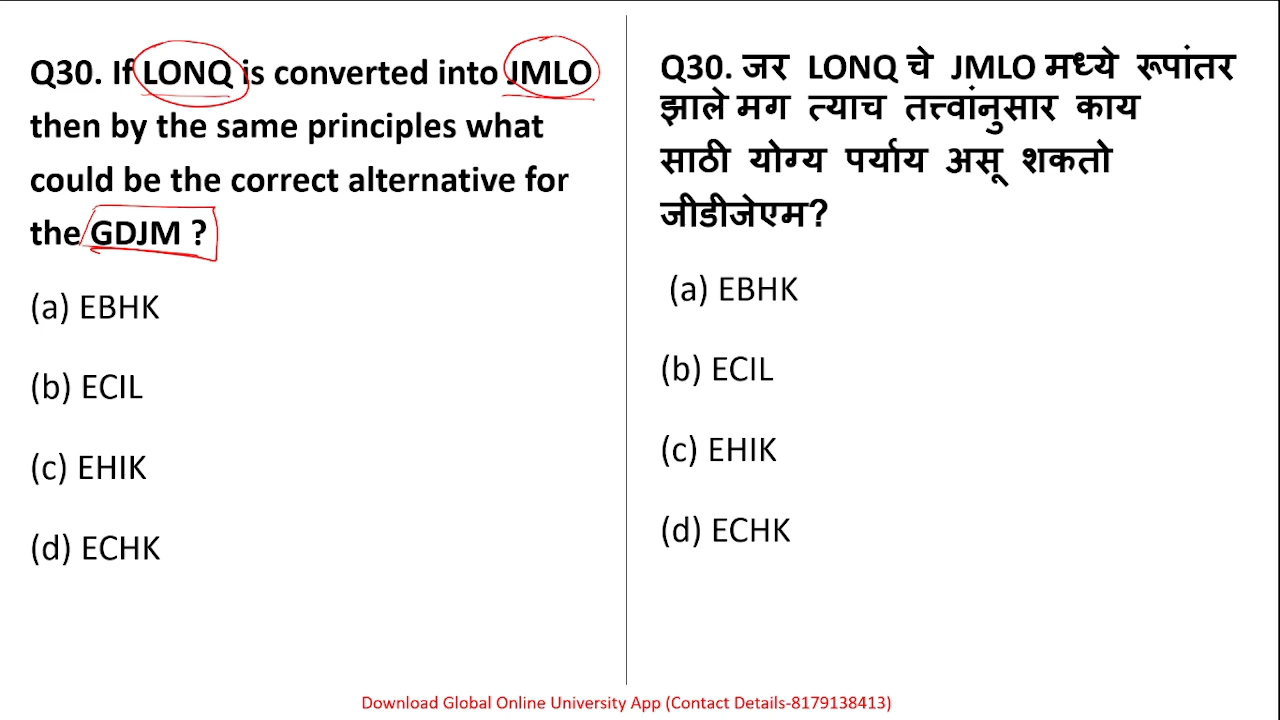 Q30. If LONQ is converted into JMLO
then by the same principles what
could be the correct alternative for
the GDJM ?
(a) EBHK
(b) ECIL
(c) EHIK
(d) ECHK
Q30. जर LONQ चे JMLO मध्ये रूपांतर
झाले मग त्याच तत्त्वांनुसार काय
साठी योग्य पर्याय असू शकतो
जीडीजेएम?
(a) EBHK
(b) ECIL
(c) EHIK
(d) ECHK
Download Global Online University App (Contact Details-8179138413)